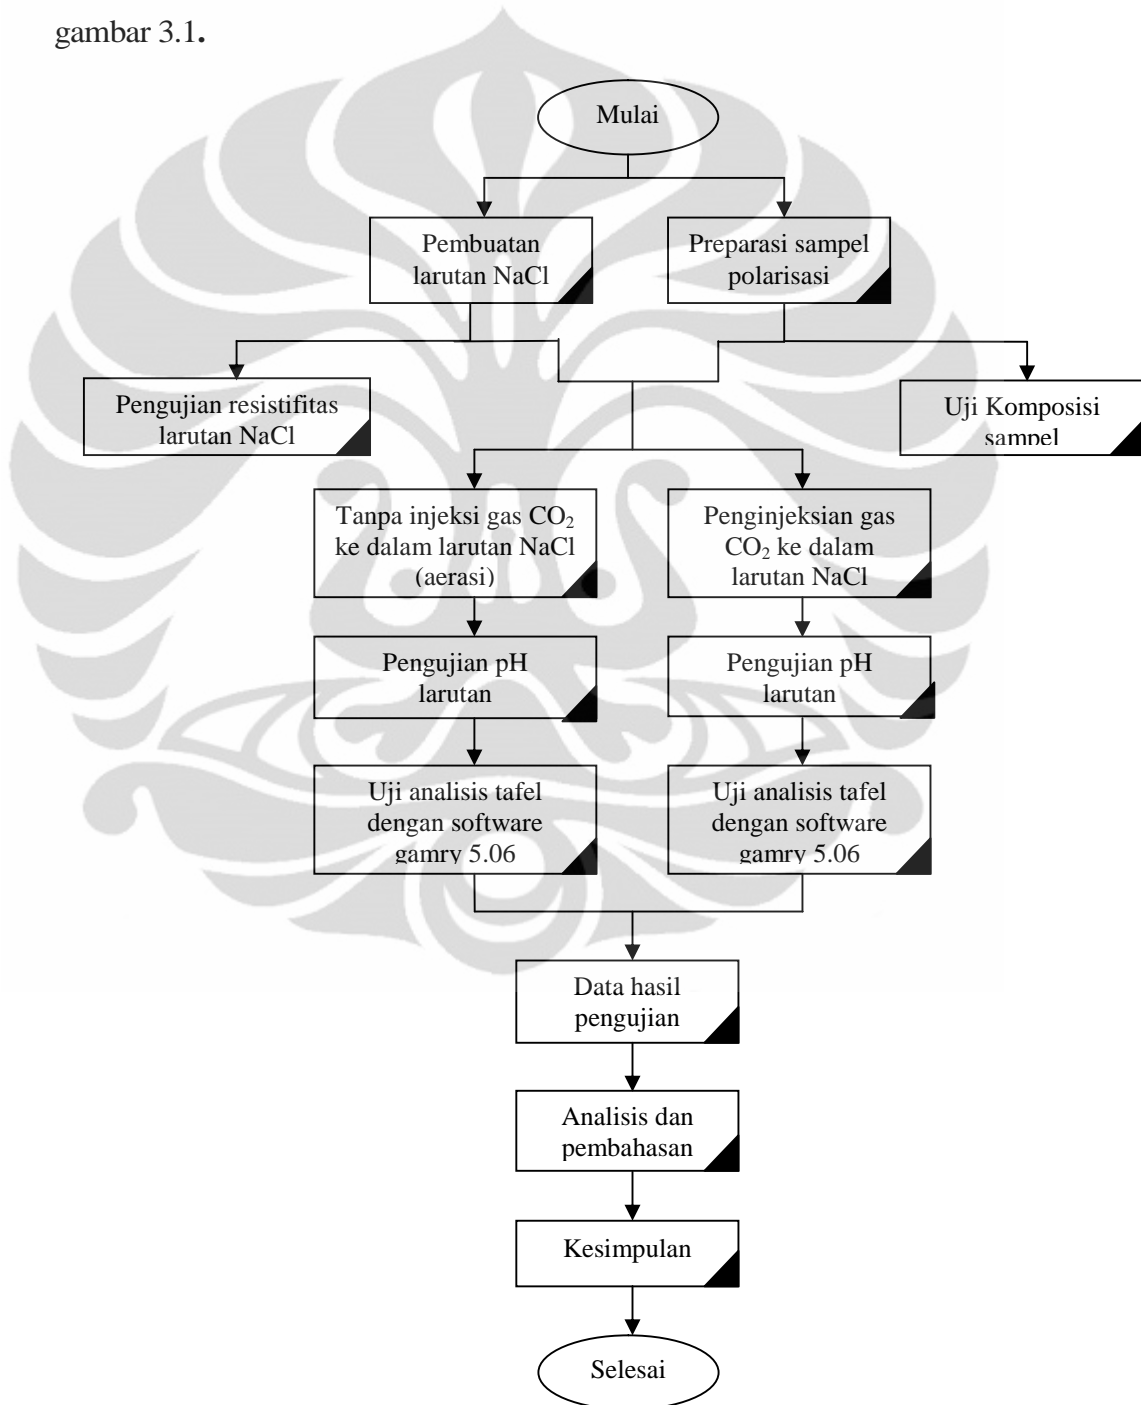 gambar 3.1.
Mulai
Pembuatan
larutan NaCl
Preparasi sampel
polarisasi
Pengujian resistifitas
larutan NaCl
Uji Komposisi
sampel
Tanpa injeksi gas CO₂
ke dalam larutan NaCl
(aerasi)
Penginjeksian gas
CO₂ ke dalam
larutan NaCl
Pengujian pH
larutan
Pengujian pH
larutan
Uji analisis tafel
dengan software
gamry 5.06
Uji analisis tafel
dengan software
gamry 5.06
Data hasil
pengujian
Analisis dan
pembahasan
Kesimpulan
Selesai